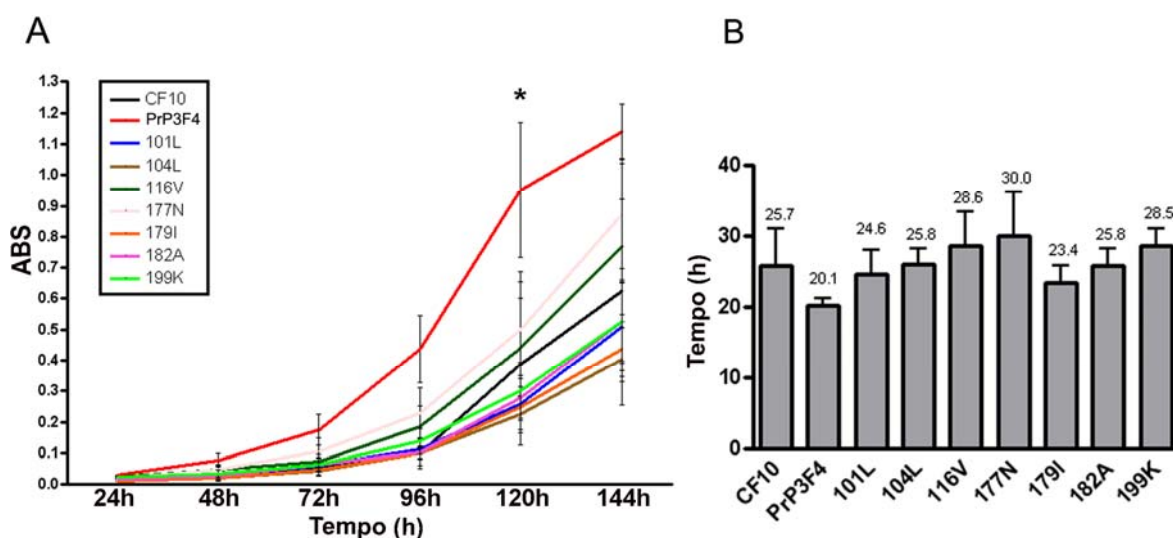 A
ABS
1.3
1.2
1.1
1.0
0.9
0.8
0.7
0.6
0.5
0.4
0.3
0.2
0.1
0.0
CF10
PrP3F4
101L
104L
116V
177N
179I
182A
199K
*
24h 48h 72h 96h 120h 144h
Tempo (h)
B
Tempo (h)
40
30
20
10
0
25.7 20.1 24.6 25.8 28.6 30.0 23.4 25.8 28.5
CF10 PrP3F4 101L 104L 116V 177N 179I 182A 199K